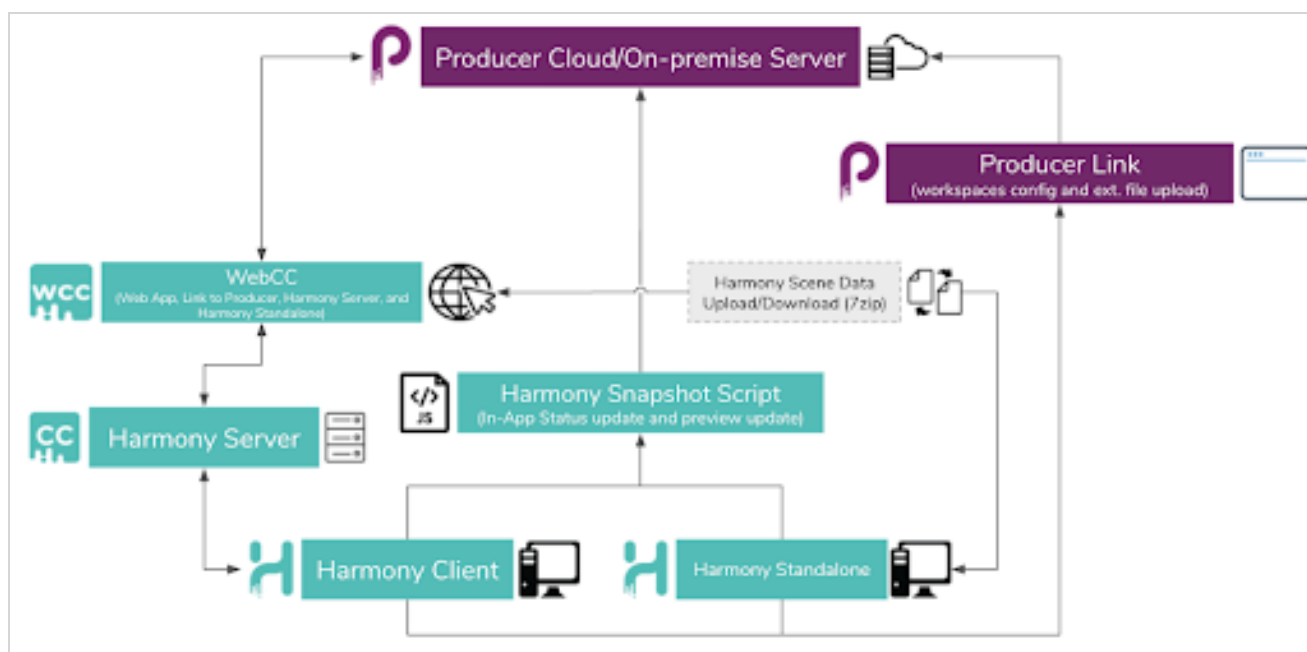 Producer Cloud/On-premise Server
Producer Link
(workspaces config and ext. file upload)
wcc
WebCC
(Web App, Link to Producer, Harmony Server, and
Harmony Standalone)
Harmony Scene Data
Upload/Download (7zip)
</>
JS
Harmony Snapshot Script
(In-App Status update and preview update)
CC
Harmony Server
Harmony Client
Harmony Standalone